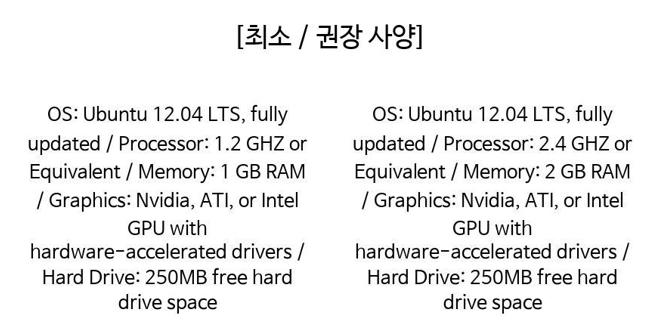 [최소 / 권장 사양]
OS: Ubuntu 12.04 LTS, fully
updated / Processor: 1.2 GHZ or
Equivalent / Memory: 1 GB RAM
/ Graphics: Nvidia, ATI, or Intel
GPU with
hardware-accelerated drivers /
Hard Drive: 250MB free hard
drive space
OS: Ubuntu 12.04 LTS, fully
updated / Processor: 2.4 GHZ or
Equivalent / Memory: 2 GB RAM
/ Graphics: Nvidia, ATI, or Intel
GPU with
hardware-accelerated drivers /
Hard Drive: 250MB free hard
drive space